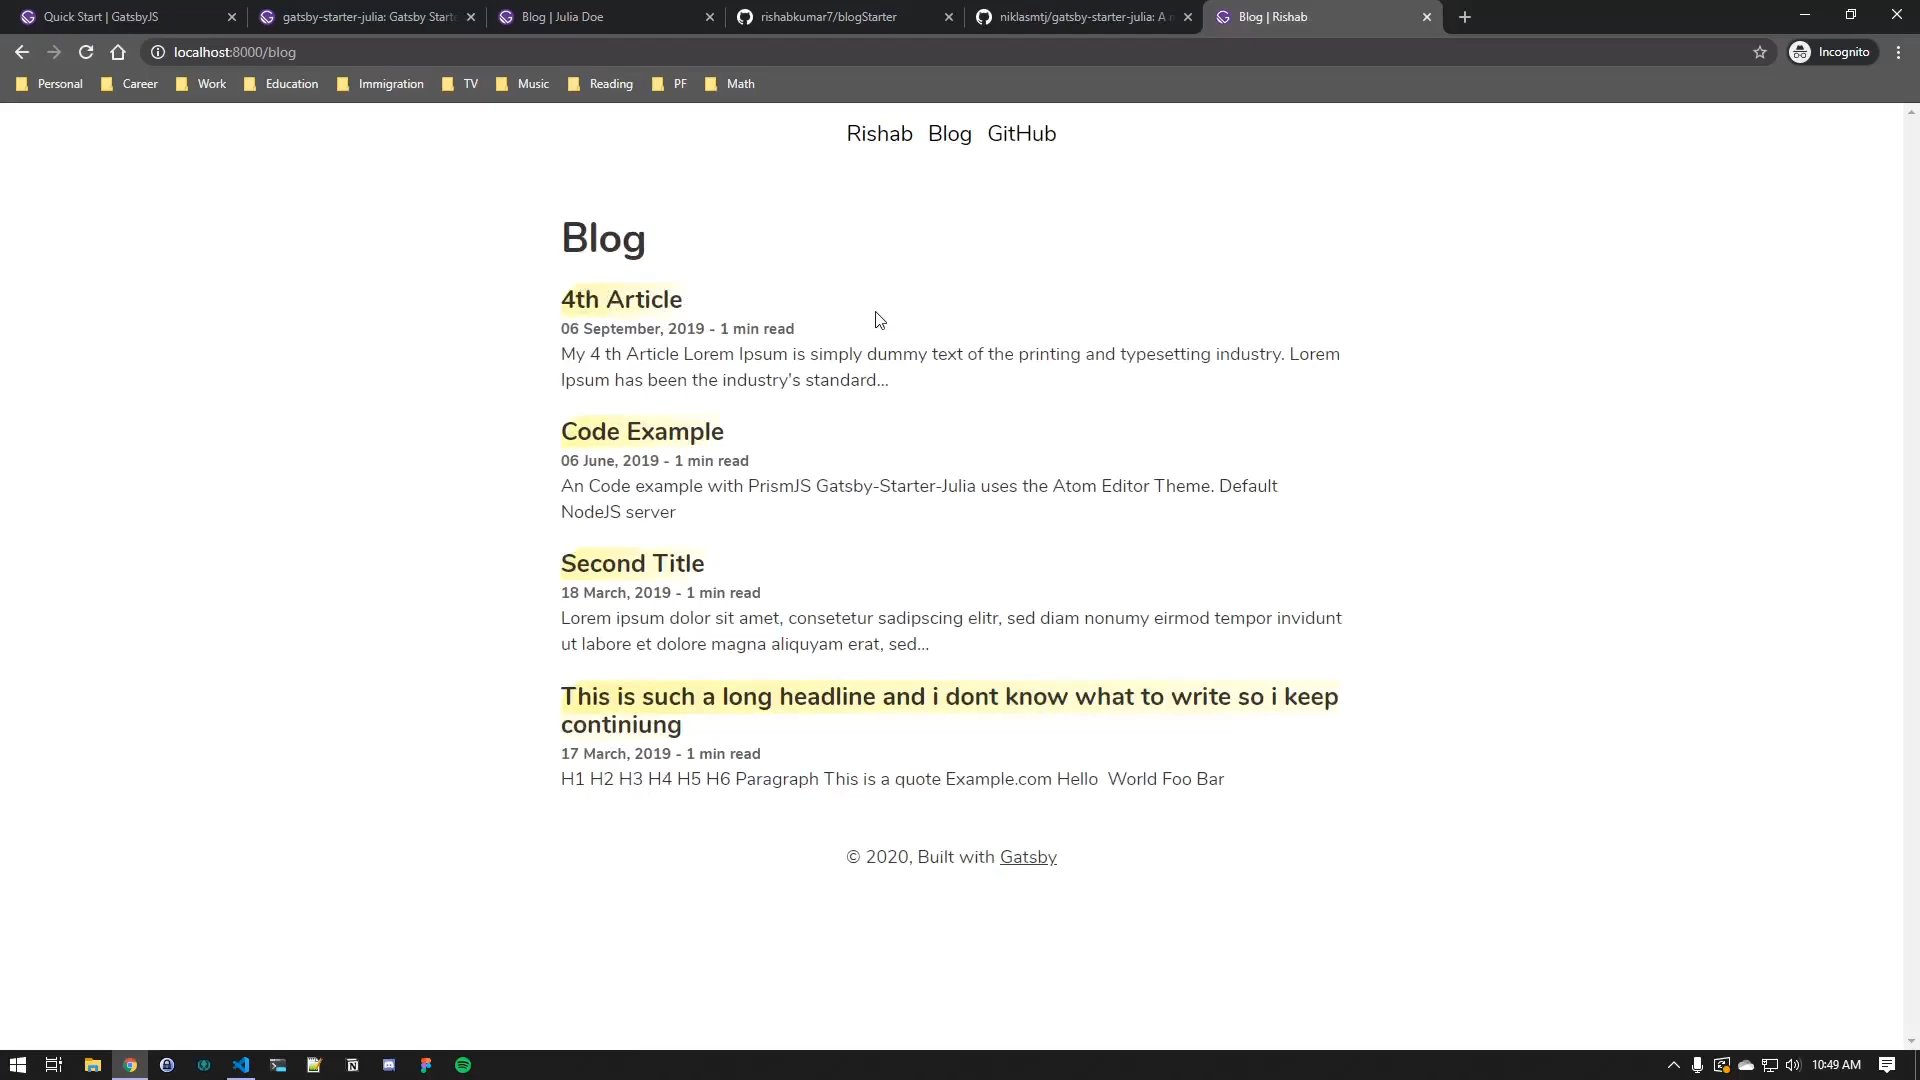 Quick Start | GatsbyJS
gatsby-starter-julia: Gatsby Starte
Blog | Julia Doe
rishabkumar7/blogStarter
niklasmtj/gatsby-starter-julia: A m
Blog | Rishab
localhost:8000/blog
Incognito
Personal
Career
Work
Education
Immigration
TV
Music
Reading
PF
Math
Rishab Blog GitHub
Blog
4th Article
06 September, 2019 - 1 min read
My 4 th Article Lorem Ipsum is simply dummy text of the printing and typesetting industry. Lorem
Ipsum has been the industry's standard...
Code Example
06 June, 2019 - 1 min read
An Code example with PrismJS Gatsby-Starter-Julia uses the Atom Editor Theme. Default
NodeJS server
Second Title
18 March, 2019 - 1 min read
Lorem ipsum dolor sit amet, consetetur sadipscing elitr, sed diam nonumy eirmod tempor invidunt
ut labore et dolore magna aliquyam erat, sed...
This is such a long headline and i dont know what to write so i keep
continiung
17 March, 2019 - 1 min read
H1 H2 H3 H4 H5 H6 Paragraph This is a quote Example.com Hello  World Foo Bar
© 2020, Built with Gatsby
10:49 AM